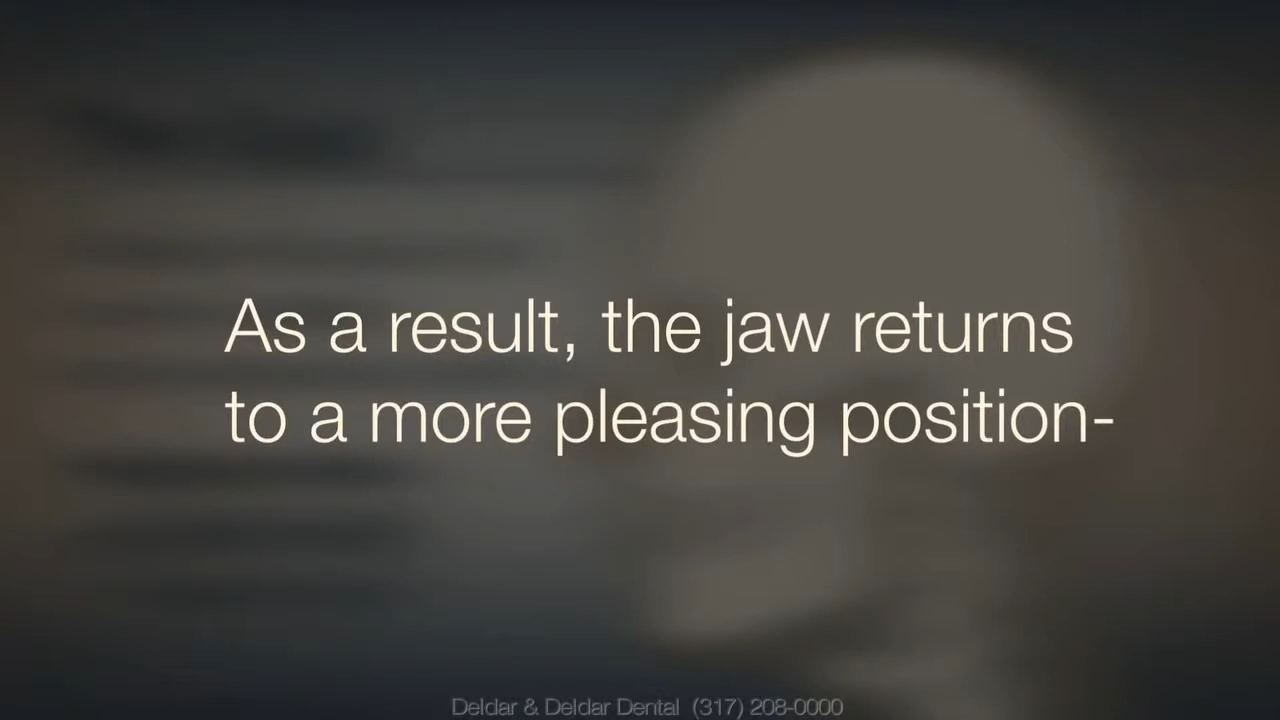 As a result, the jaw returns
to a more pleasing position-
Deldar & Deldar Dental (317) 208-0000